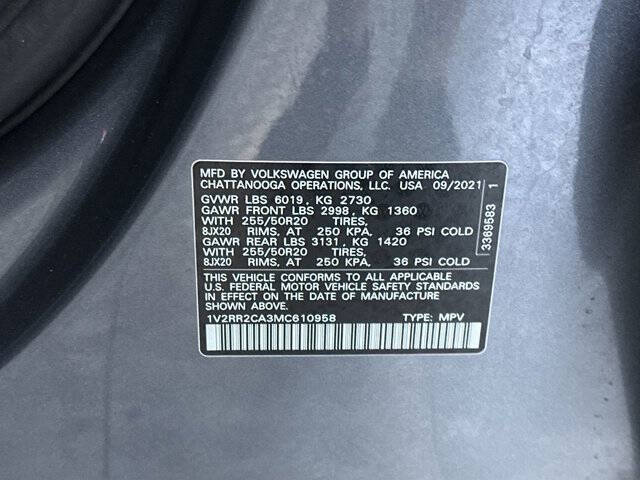 MFD BY VOLKSWAGEN GROUP OF AMERICA
CHATTANOOGA OPERATIONS, LLC. USA 09/2021
GVWR LBS 6019, KG 2730
GAWR FRONT LBS 2998, KG 1360
WITH 255/50R20 TIRES,
8JX20 RIMS, AT 250 KPA, 36 PSI COLD
GAWR REAR LBS 3131, KG 1420
WITH 255/50R20 TIRES,
8JX20 RIMS, AT 250 KPA, 36 PSI COLD
THIS VEHICLE CONFORMS TO ALL APPLICABLE
U.S. FEDERAL MOTOR VEHICLE SAFETY STANDARDS
IN EFFECT ON THE DATE OF MANUFACTURE
SHOWN ABOVE.
1V2RR2CA3MC610958 TYPE: MPV
3369583 1